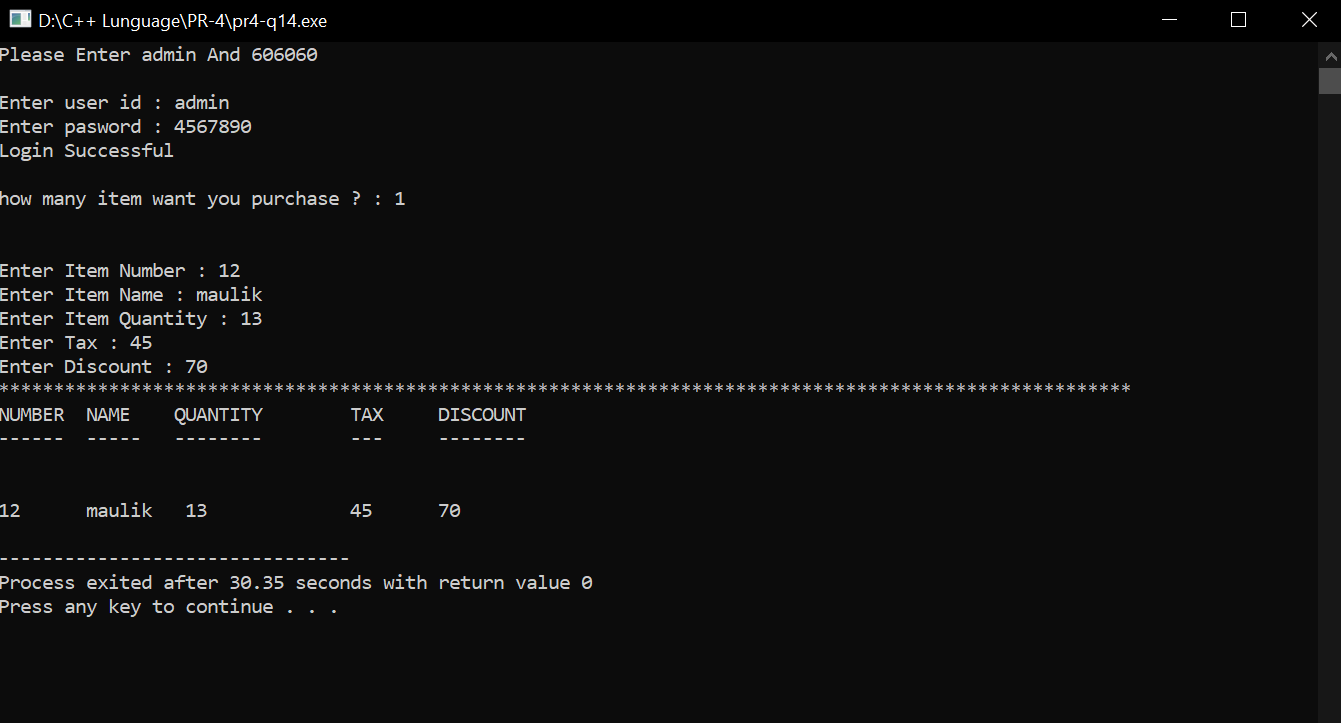 D:\C++ Lunguage\PR-4\pr4-q14.exe
Please Enter admin And 606060
Enter user id : admin
Enter pasword : 4567890
Login Successful
how many item want you purchase ? : 1
Enter Item Number : 12
Enter Item Name : maulik
Enter Item Quantity : 13
Enter Tax : 45
Enter Discount : 70
*******************************************************************************************************
NUMBER  NAME    QUANTITY        TAX     DISCOUNT
------  -----   --------        ---     --------
12      maulik   13             45      70
--------------------------------
Process exited after 30.35 seconds with return value 0
Press any key to continue . . .